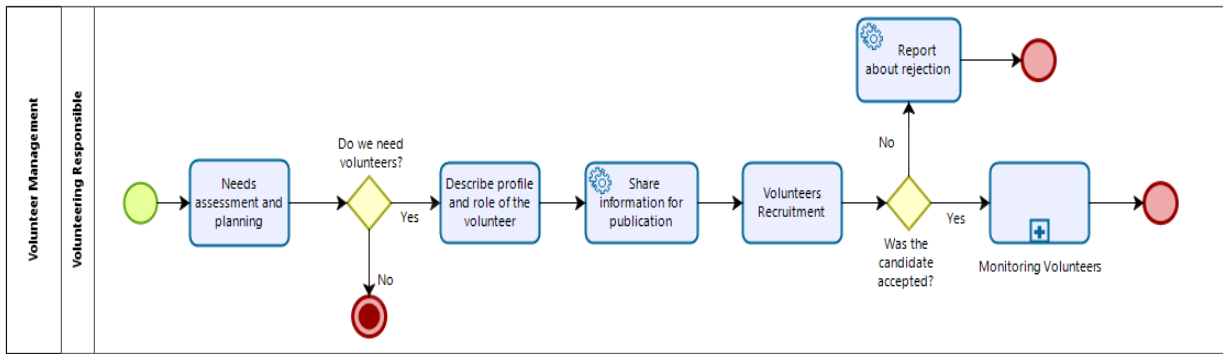 Volunteer Management
Volunteering Responsible
Needs
assessment and
planning
Do we need
volunteers?
Yes
No
Describe profile
and role of the
volunteer
Share
information for
publication
Volunteers
Recruitment
Was the
candidate
accepted?
No
Report
about rejection
Yes
Monitoring Volunteers